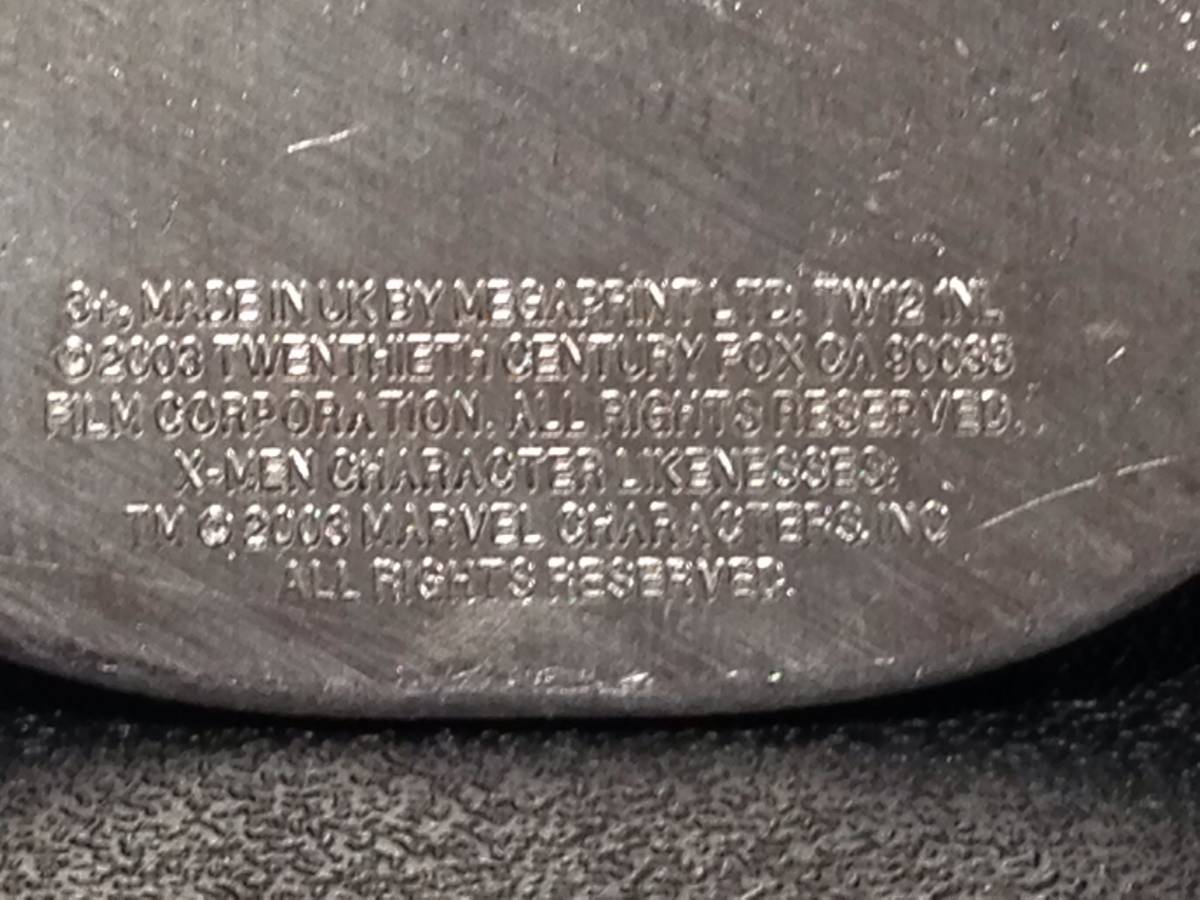 3+, MADE IN UK BY MEGAPRINT LTD. TW12 1NL
© 2003 TWENTHIETH CENTURY FOX CA 90035
FILM CORPORATION. ALL RIGHTS RESERVED.
X-MEN CHARACTER LIKENESSES:
TM © 2003 MARVEL CHARACTERS, INC
ALL RIGHTS RESERVED.